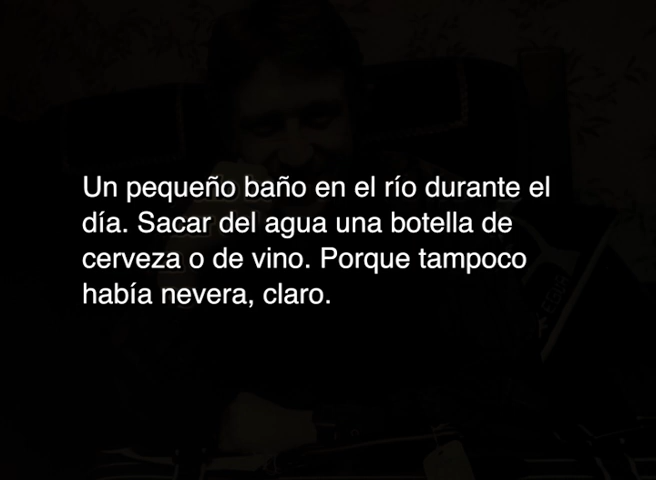 Un pequeño baño en el río durante el
día. Sacar del agua una botella de
cerveza o de vino. Porque tampoco
había nevera, claro.